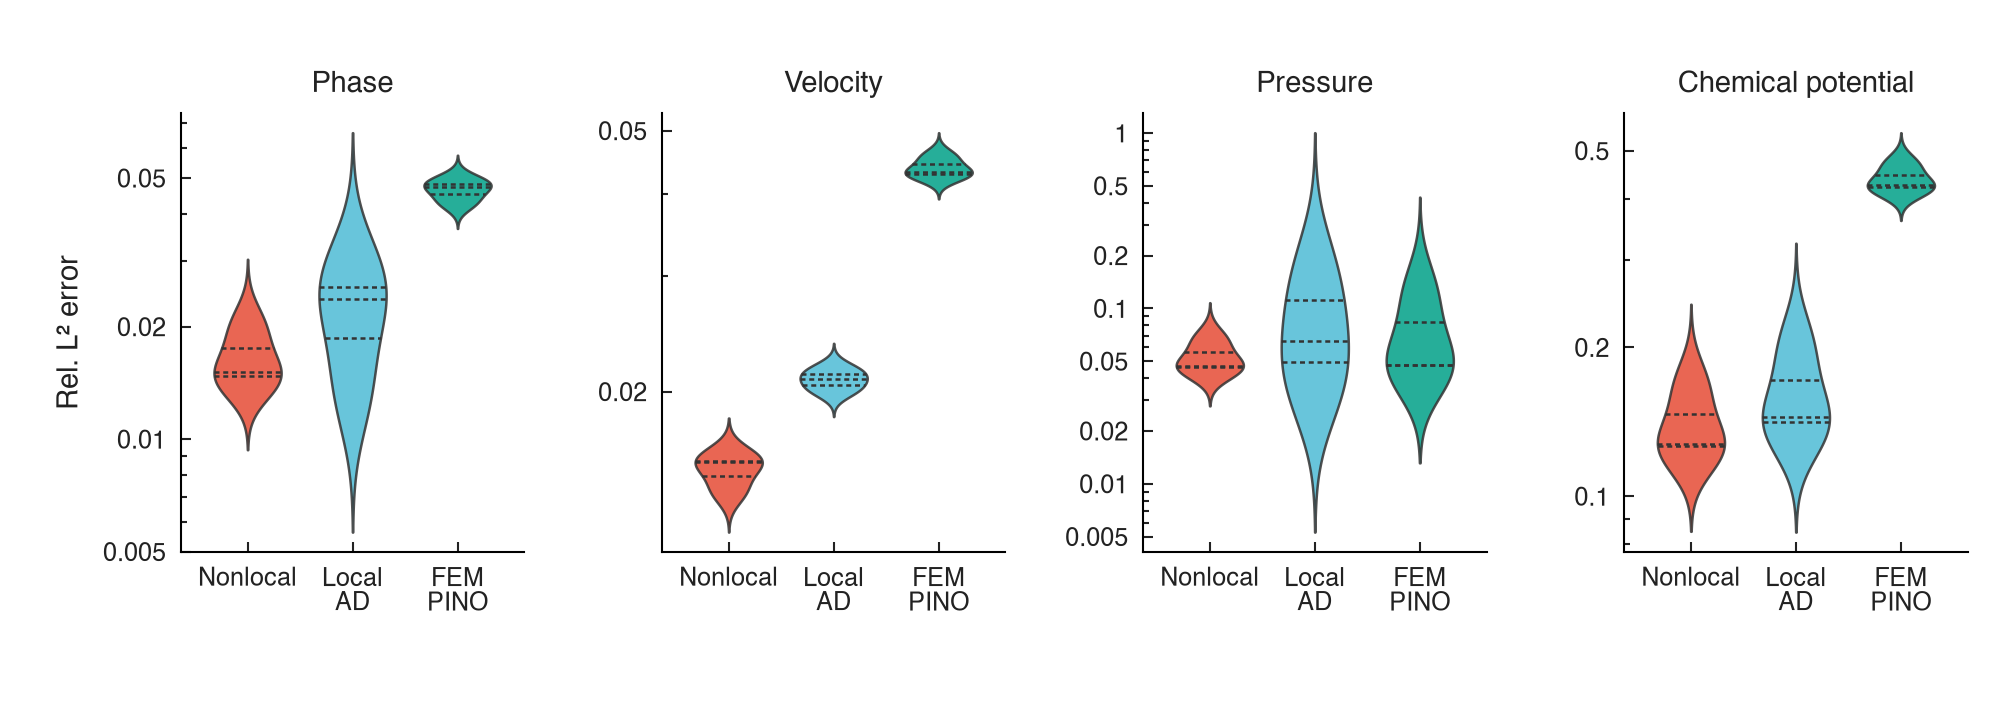 Phase
Rel. L² error
0.05
0.02
0.01
0.005
Nonlocal
Local
AD
FEM
PINO
Velocity
0.05
0.02
Nonlocal
Local
AD
FEM
PINO
Pressure
1
0.5
0.2
0.1
0.05
0.02
0.01
0.005
Nonlocal
Local
AD
FEM
PINO
Chemical potential
0.5
0.2
0.1
Nonlocal
Local
AD
FEM
PINO